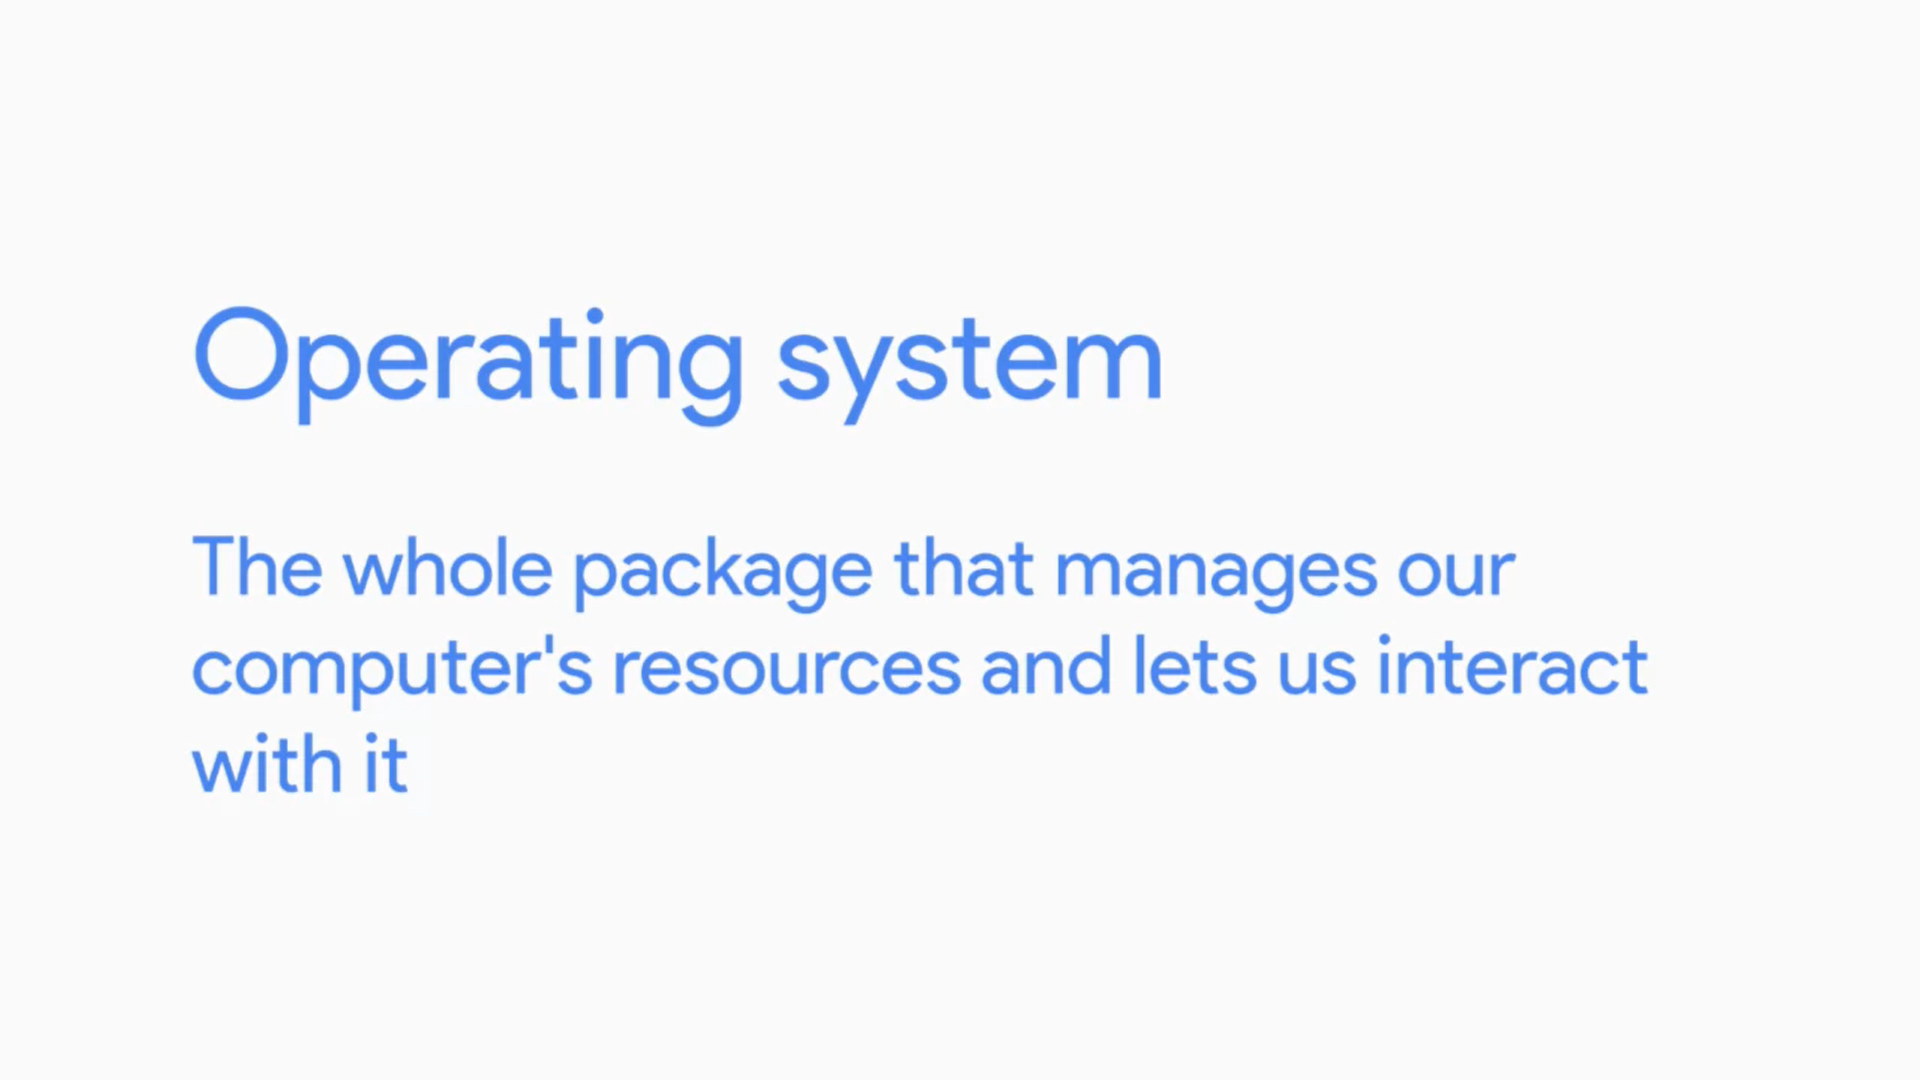 Operating system
The whole package that manages our
computer's resources and lets us interact
with it